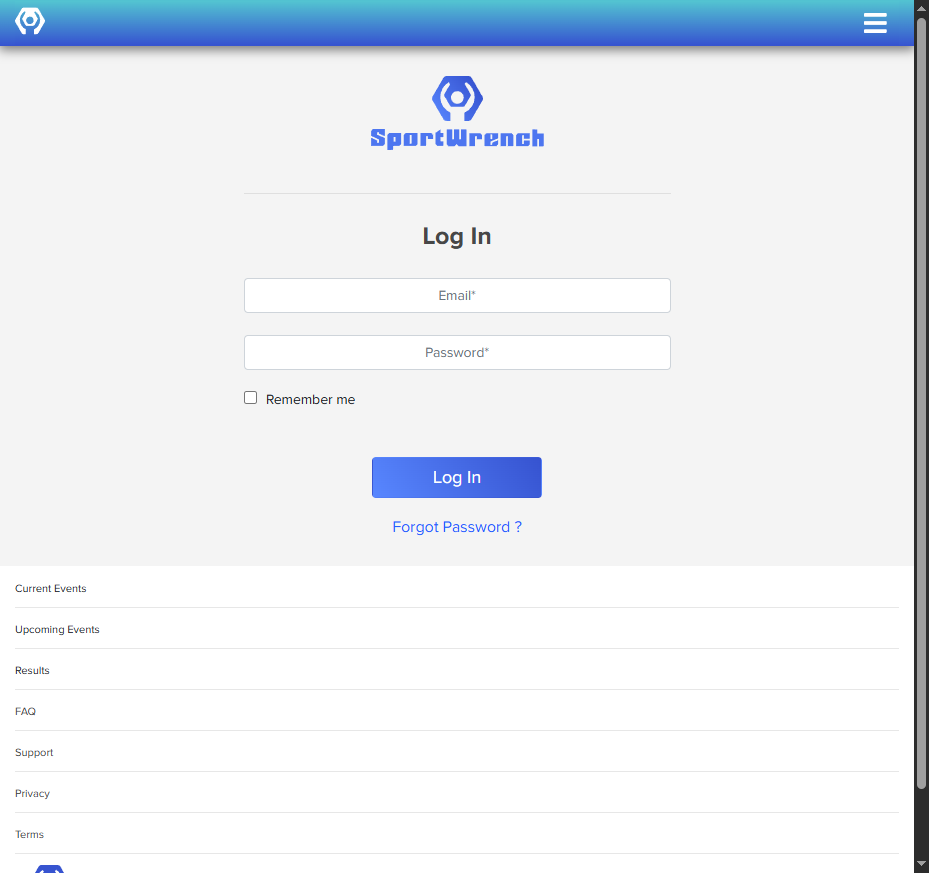 SportWrench
Log In
Email*
Password*
Remember me
Log In
Forgot Password ?
Current Events
Upcoming Events
Results
FAQ
Support
Privacy
Terms